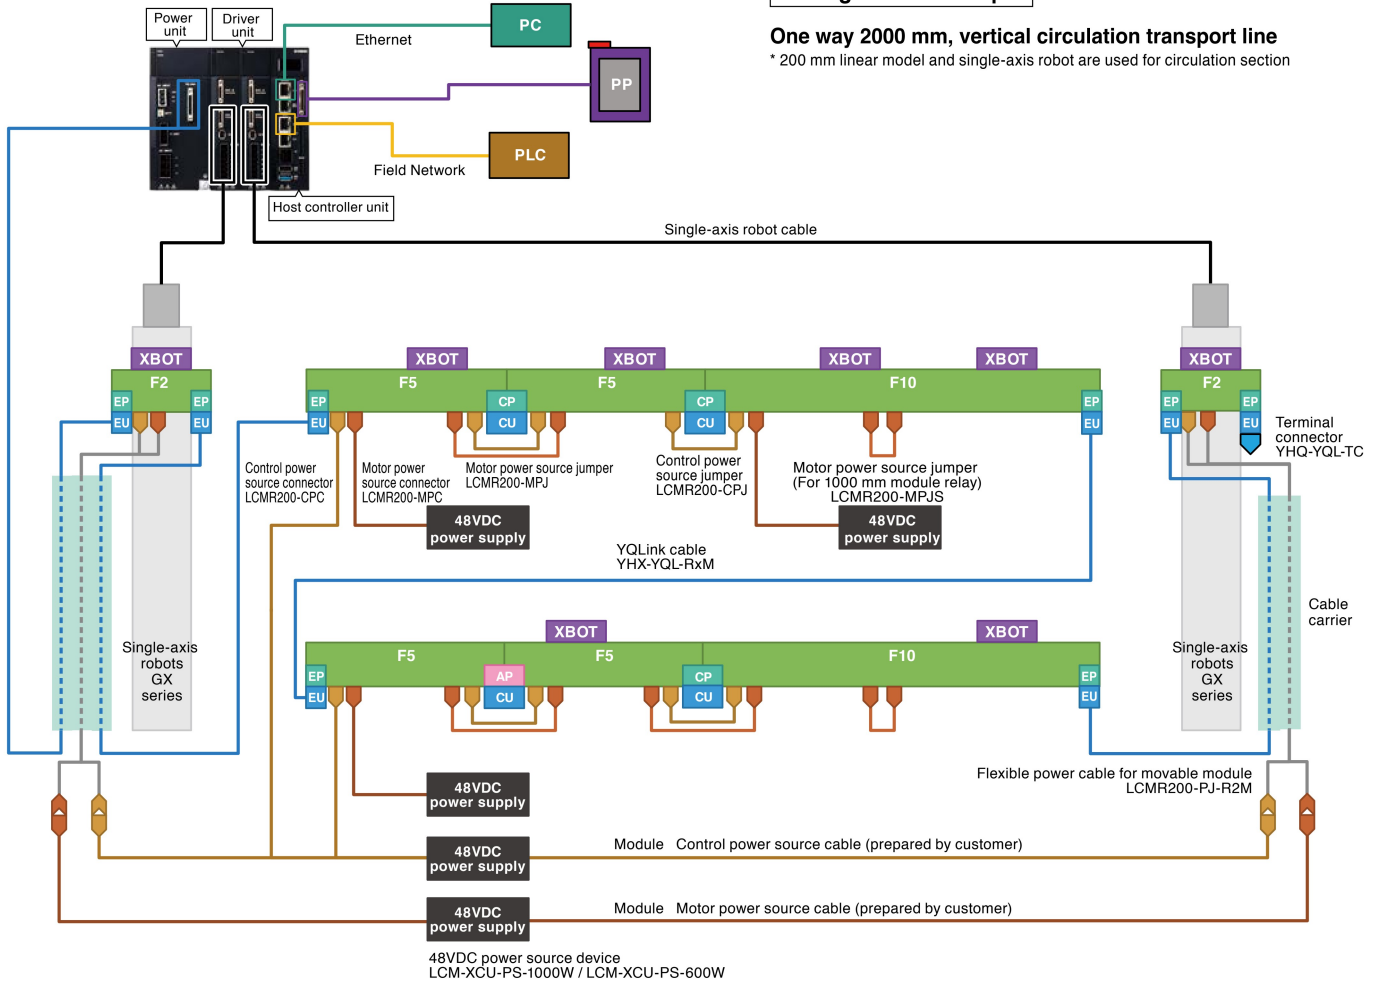 Power
unit
Driver
unit
PC
Ethernet
PP
PLC
Field Network
Host controller unit
One way 2000 mm, vertical circulation transport line
* 200 mm linear model and single-axis robot are used for circulation section
Single-axis robot cable
XBOT
F2
EP
EP
EU
EU
XBOT
XBOT
XBOT
XBOT
F5
F5
F10
EP
CP
CP
EP
EU
CU
CU
EU
XBOT
F2
EP
EP
EU
EU
Terminal
connector
YHQ-YQL-TC
Control power
source connector
LCMR200-CPC
Motor power
source connector
LCMR200-MPC
Motor power source jumper
LCMR200-MPJ
Control power
source jumper
LCMR200-CPJ
Motor power source jumper
(For 1000 mm module relay)
LCMR200-MPJS
48VDC
power supply
48VDC
power supply
YQLink cable
YHX-YQL-RxM
Cable
carrier
XBOT
XBOT
F5
F5
F10
EP
AP
CP
EP
EU
CU
CU
EU
Single-axis
robots
GX
series
Single-axis
robots
GX
series
Flexible power cable for movable module
LCMR200-PJ-R2M
48VDC
power supply
48VDC
power supply
Module Control power source cable (prepared by customer)
48VDC
power supply
Module Motor power source cable (prepared by customer)
48VDC power source device
LCM-XCU-PS-1000W / LCM-XCU-PS-600W